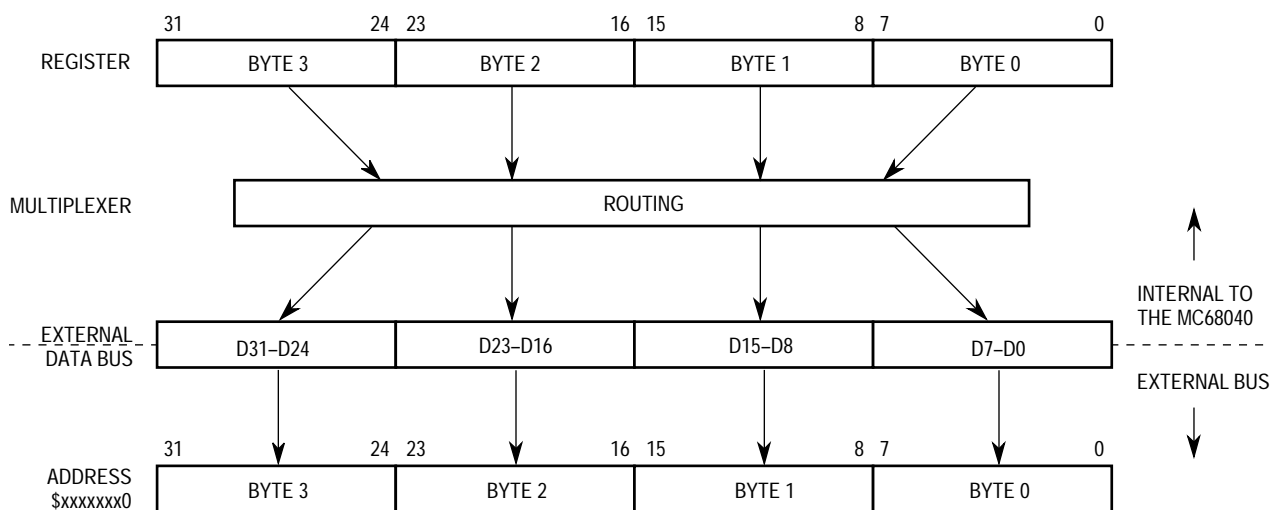 31 24 23 16 15 8 7 0
REGISTER BYTE 3 BYTE 2 BYTE 1 BYTE 0
MULTIPLEXER ROUTING
INTERNAL TO
THE MC68040
EXTERNAL
DATA BUS
D31–D24 D23–D16 D15–D8 D7–D0
EXTERNAL BUS
31 24 23 16 15 8 7 0
ADDRESS
$xxxxxxx0
BYTE 3 BYTE 2 BYTE 1 BYTE 0